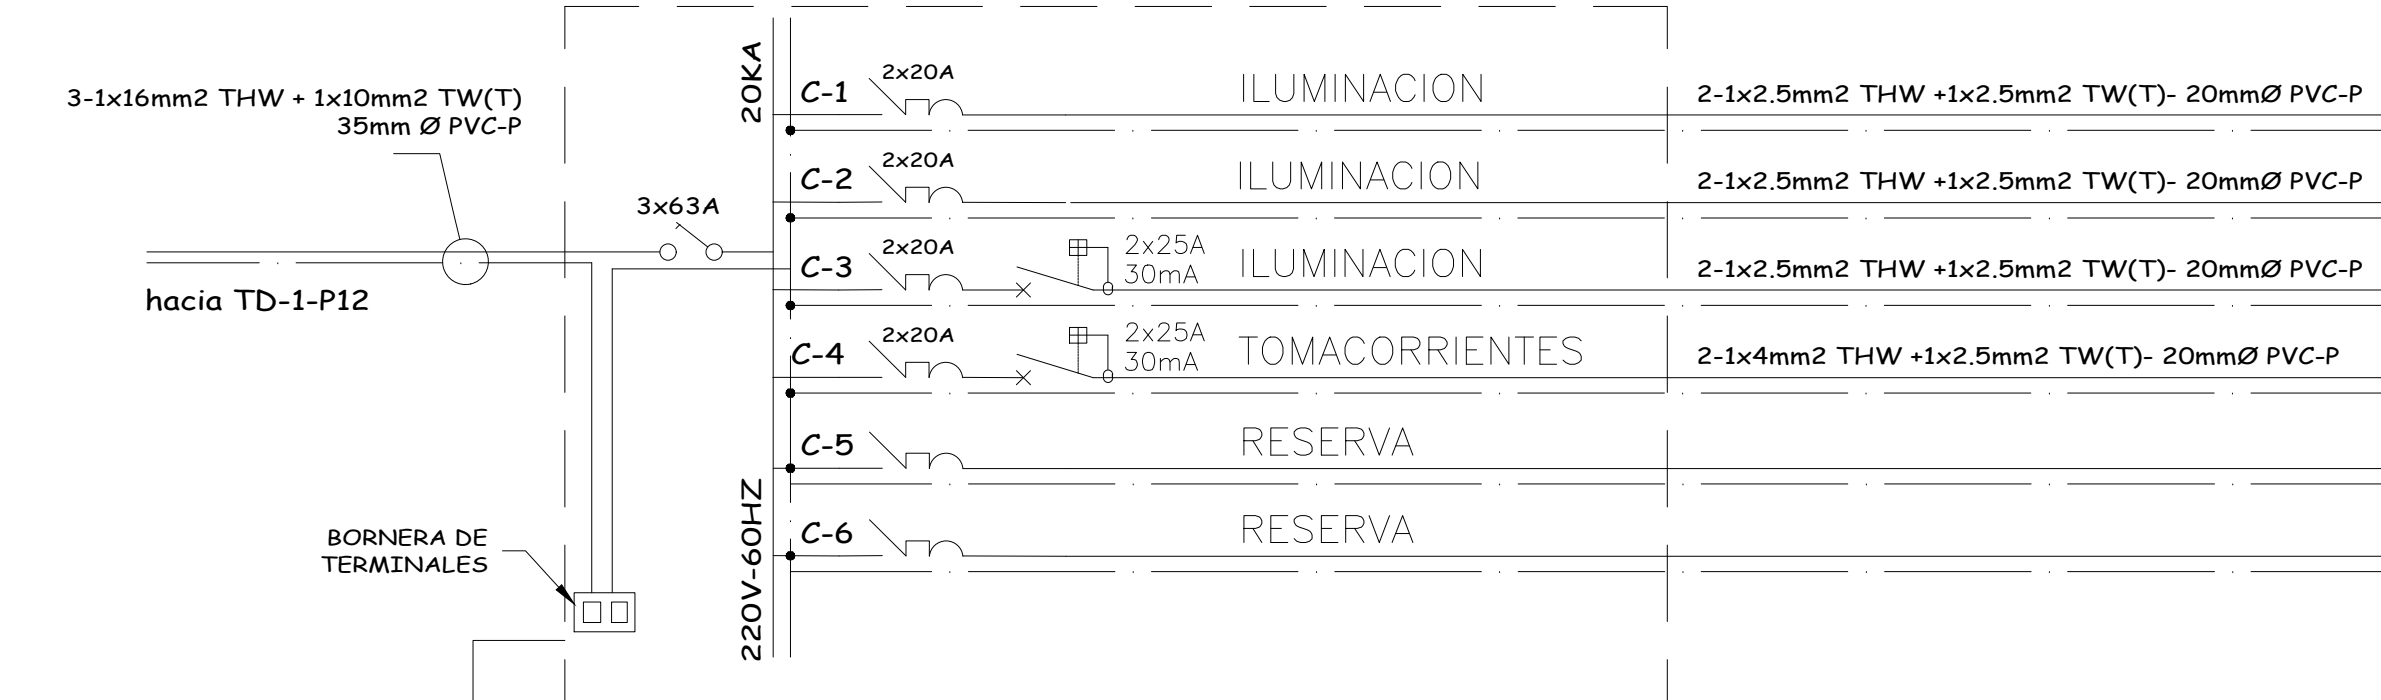 3-1x16mm2 THW + 1x10mm2 TW(T)
35mm Ø PVC-P
hacia TD-1-P12
3x63A
BORNERA DE
TERMINALES
20KA
220V-60HZ
C-1 2x20A ILUMINACION 2-1x2.5mm2 THW +1x2.5mm2 TW(T)- 20mmØ PVC-P
C-2 2x20A ILUMINACION 2-1x2.5mm2 THW +1x2.5mm2 TW(T)- 20mmØ PVC-P
C-3 2x20A 2x25A ILUMINACION 2-1x2.5mm2 THW +1x2.5mm2 TW(T)- 20mmØ PVC-P
30mA
C-4 2x20A 2x25A TOMACORRIENTES 2-1x4mm2 THW +1x2.5mm2 TW(T)- 20mmØ PVC-P
30mA
C-5 RESERVA
C-6 RESERVA